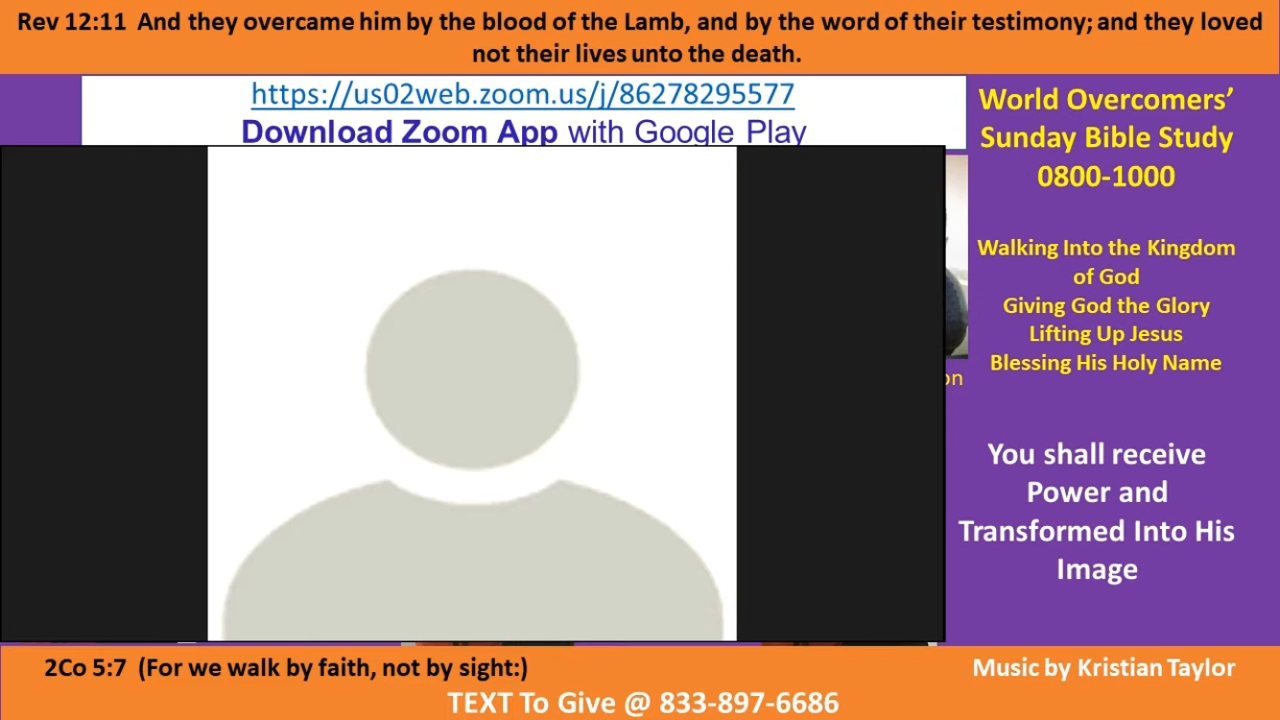 Rev 12:11  And they overcame him by the blood of the Lamb, and by the word of their testimony; and they loved
not their lives unto the death.
https://us02web.zoom.us/j/86278295577
Download Zoom App with Google Play
World Overcomers’
Sunday Bible Study
0800-1000
Walking Into the Kingdom
of God
Giving God the Glory
Lifting Up Jesus
Blessing His Holy Name
You shall receive
Power and
Transformed Into His
Image
2Co 5:7  (For we walk by faith, not by sight:)
Music by Kristian Taylor
TEXT To Give @ 833-897-6686